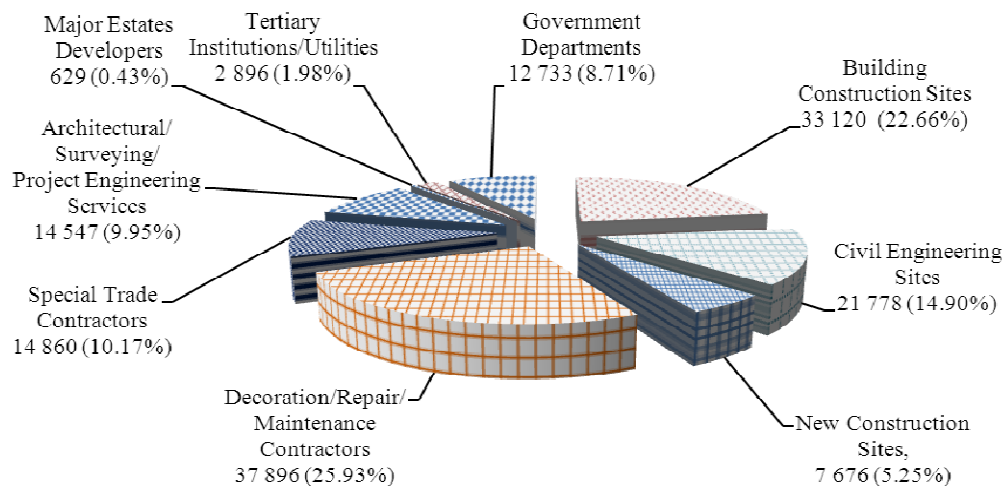 Major Estates
Developers
629 (0.43%)
Tertiary
Institutions/Utilities
2 896 (1.98%)
Government
Departments
12 733 (8.71%)
Building
Construction Sites
33 120 (22.66%)
Architectural/
Surveying/
Project Engineering
Services
14 547 (9.95%)
Civil Engineering
Sites
21 778 (14.90%)
Special Trade
Contractors
14 860 (10.17%)
Decoration/Repair/
Maintenance
Contractors
37 896 (25.93%)
New Construction
Sites,
7 676 (5.25%)